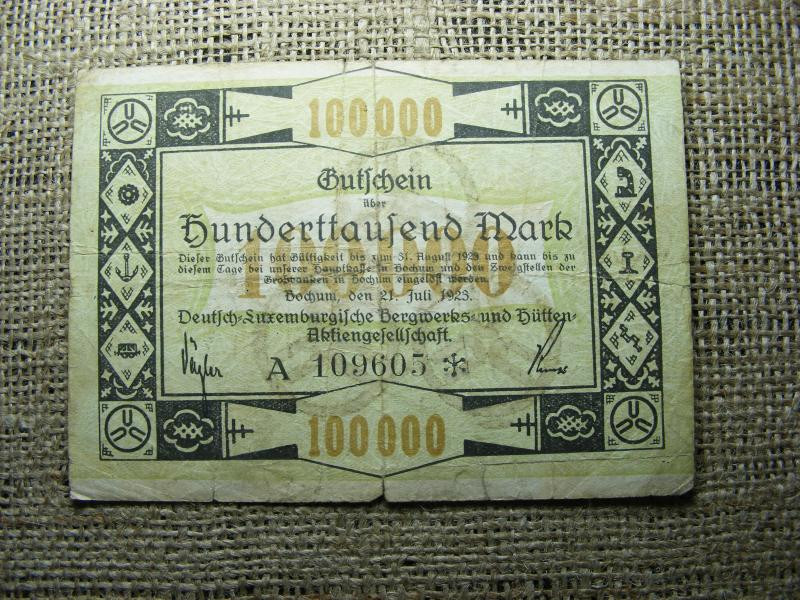 100000
Gutschein
über
Hunderttausend Mark
100000
Dieser Gutschein hat Gültigkeit bis zum 31. August 1923 und kann bis zu
diesem Tage bei unserer Hauptkasse in Bochum und den Zweigstellen der
Großbanken in Bochum eingelöst werden.
Bochum, den 21. Juli 1923.
Deutsch-Luxemburgische Bergwerks- und Hütten-
Aktiengesellschaft.
Vögler A 109605 *
100000